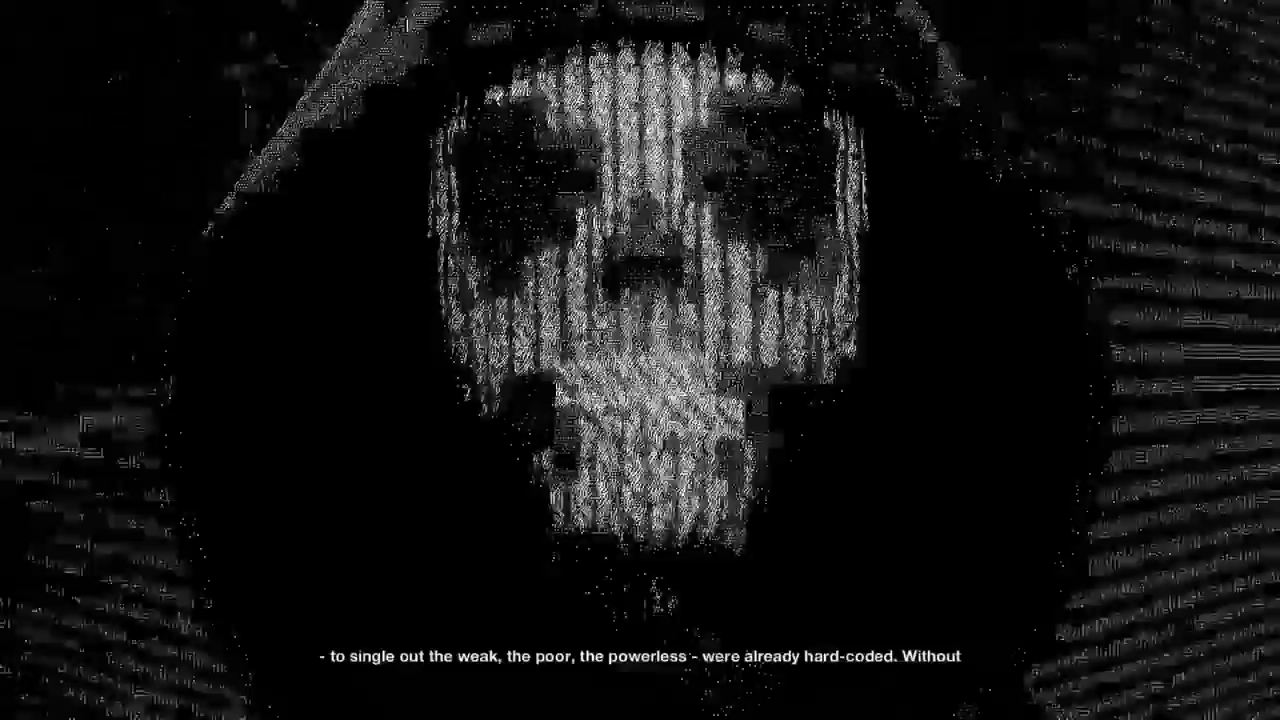 - to single out the weak, the poor, the powerless - were already hard-coded. Without